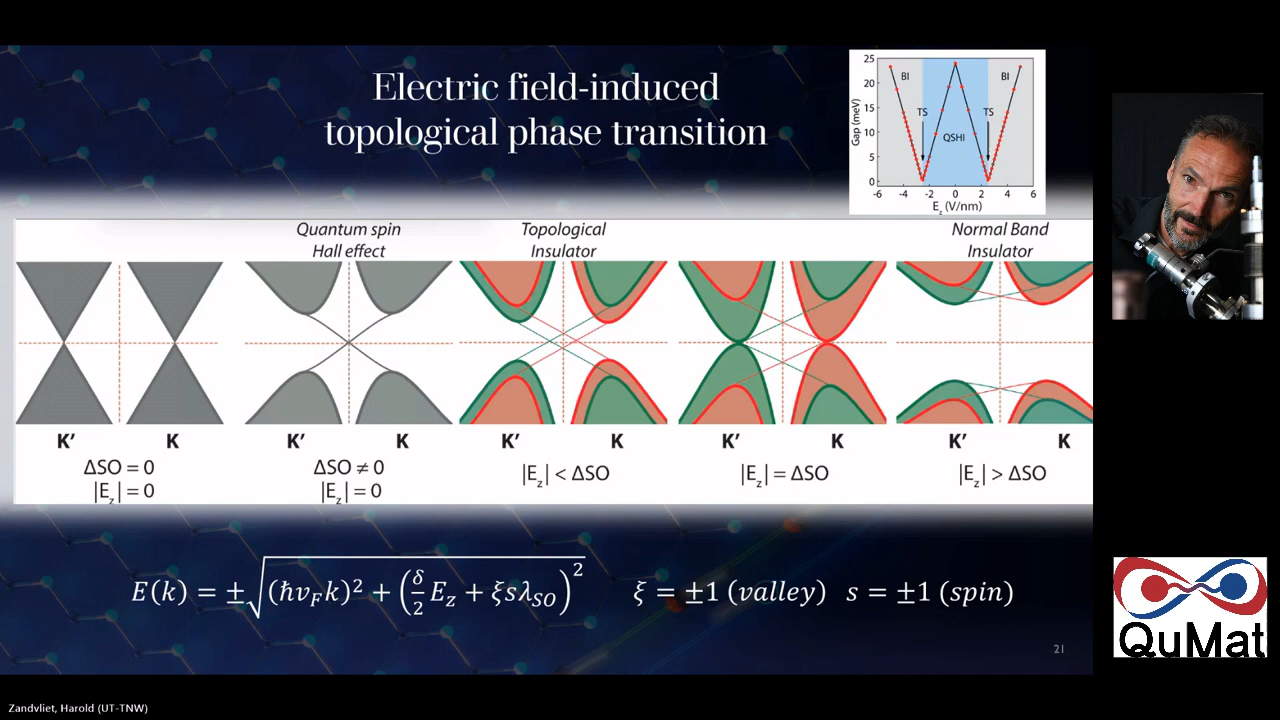 Electric field-induced
topological phase transition
25
20
15
10
5
0
Gap (meV)
BI
BI
TS
TS
QSHI
-6 -4 -2 0 2 4 6
E_z (V/nm)
Quantum spin
Hall effect
Topological
Insulator
Normal Band
Insulator
K′ K K′ K K′ K K′ K K′ K
ΔSO = 0
|E_z| = 0
ΔSO ≠ 0
|E_z| = 0
|E_z| < ΔSO
|E_z| = ΔSO
|E_z| > ΔSO
E(k) = ±√((ħv_F k)² + (δ/2 E_z + ξsλ_SO)²) ξ = ±1 (valley) s = ±1 (spin)
21
QuMat
Zandvliet, Harold (UT-TNW)